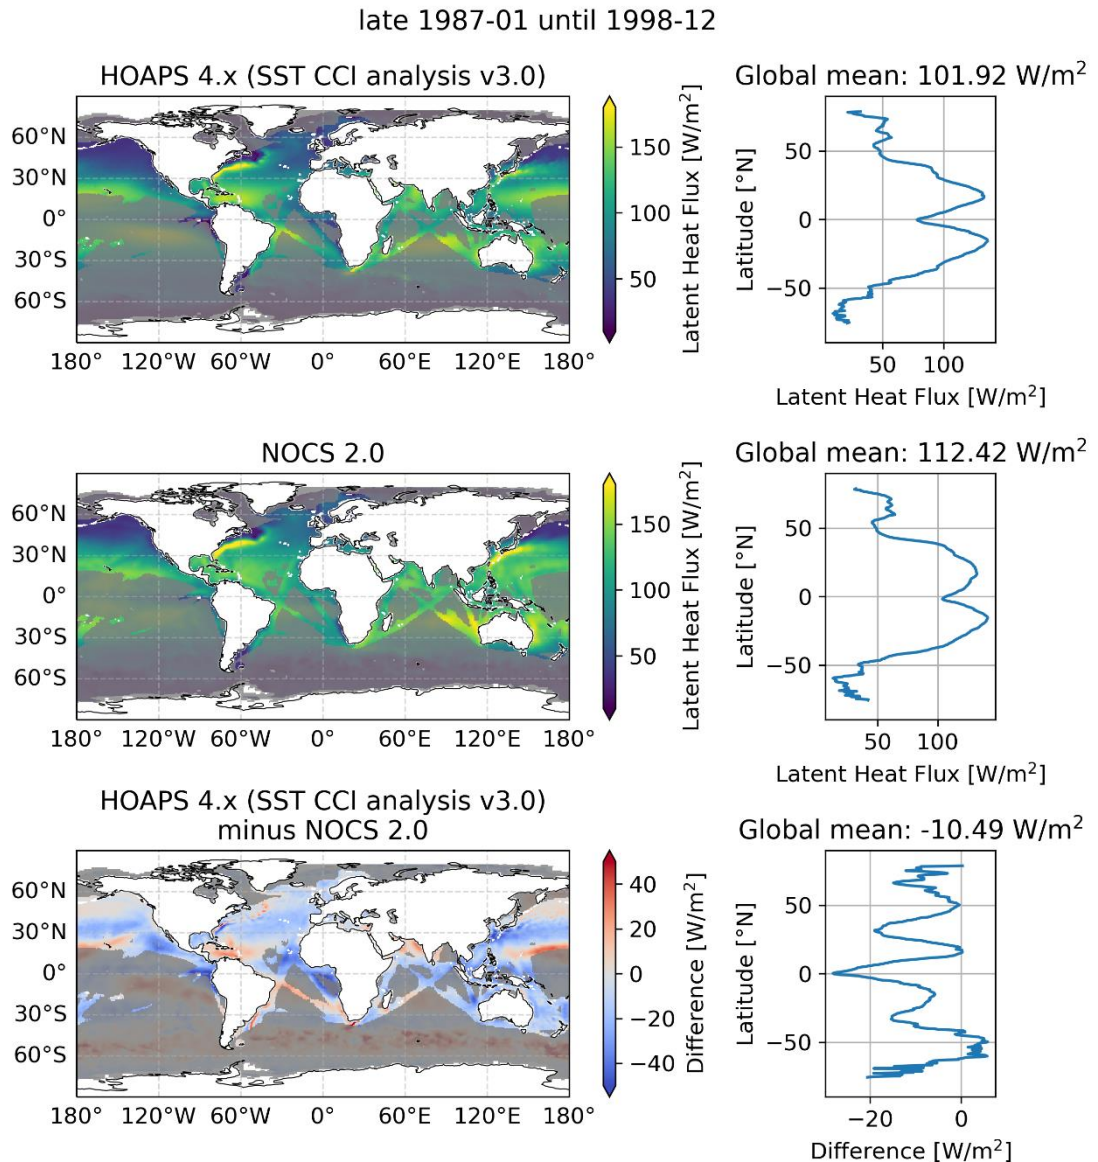 late 1987-01 until 1998-12
HOAPS 4.x (SST CCI analysis v3.0)
Global mean: 101.92 W/m²
60°N
30°N
0°
30°S
60°S
180° 120°W 60°W 0° 60°E 120°E 180°
150
100
50
Latent Heat Flux [W/m²]
50
0
−50
Latitude [°N]
50 100
Latent Heat Flux [W/m²]
NOCS 2.0
Global mean: 112.42 W/m²
60°N
30°N
0°
30°S
60°S
180° 120°W 60°W 0° 60°E 120°E 180°
150
100
50
Latent Heat Flux [W/m²]
50
0
−50
Latitude [°N]
50 100
Latent Heat Flux [W/m²]
HOAPS 4.x (SST CCI analysis v3.0)
minus NOCS 2.0
Global mean: -10.49 W/m²
60°N
30°N
0°
30°S
60°S
180° 120°W 60°W 0° 60°E 120°E 180°
40
20
0
−20
−40
Difference [W/m²]
50
0
−50
Latitude [°N]
−20 0
Difference [W/m²]